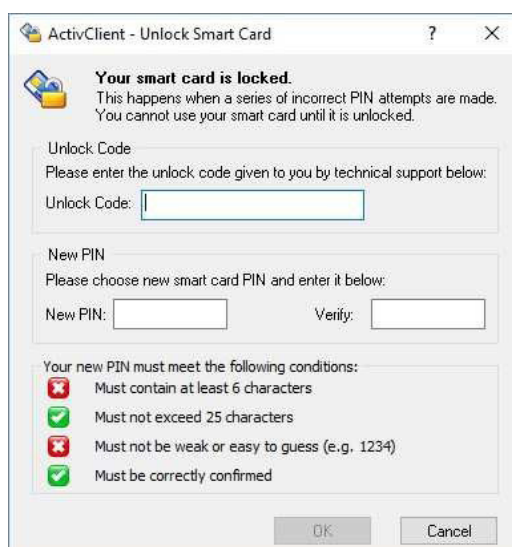 ActivClient - Unlock Smart Card
Your smart card is locked.
This happens when a series of incorrect PIN attempts are made.
You cannot use your smart card until it is unlocked.
Unlock Code
Please enter the unlock code given to you by technical support below:
Unlock Code:
New PIN
Please choose new smart card PIN and enter it below:
New PIN: Verify:
Your new PIN must meet the following conditions:
Must contain at least 6 characters
Must not exceed 25 characters
Must not be weak or easy to guess (e.g. 1234)
Must be correctly confirmed
OK Cancel